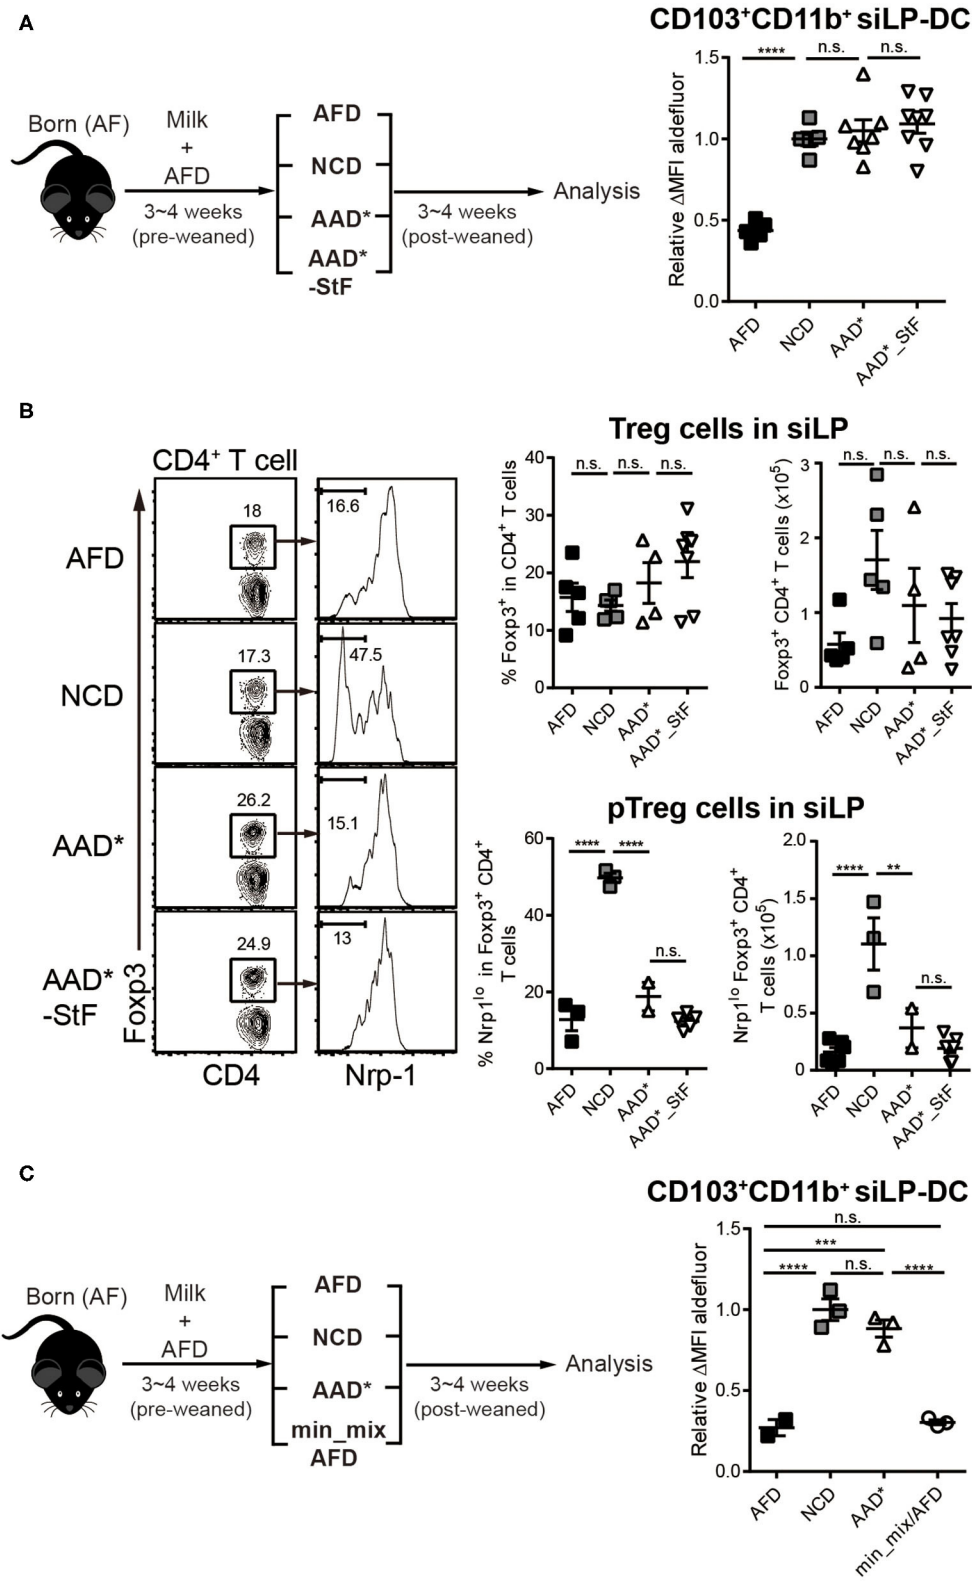 A
Born (AF)
Milk
+
AFD
3~4 weeks
(pre-weaned)
AFD
NCD
AAD*
AAD*
-StF
3~4 weeks
(post-weaned)
Analysis
CD103⁺CD11b⁺ siLP-DC
Relative ΔMFI aldefluor
1.5
1.0
0.5
0.0
****
n.s.
n.s.
AFD
NCD
AAD*
AAD*_StF
B
CD4⁺ T cell
AFD
18
16.6
NCD
17.3
47.5
AAD*
26.2
15.1
AAD*
-StF
24.9
13
Foxp3
CD4
Nrp-1
Treg cells in siLP
% Foxp3⁺ in CD4⁺ T cells
40
30
20
10
0
n.s.
n.s.
n.s.
AFD
NCD
AAD*
AAD*_StF
Foxp3⁺ CD4⁺ T cells (x10⁵)
3
2
1
0
n.s.
n.s.
n.s.
AFD
NCD
AAD*
AAD*_StF
pTreg cells in siLP
% Nrp1ˡᵒ in Foxp3⁺ CD4⁺
T cells
60
40
20
0
****
****
n.s.
AFD
NCD
AAD*
AAD*_StF
Nrp1ˡᵒ Foxp3⁺ CD4⁺
T cells (x10⁵)
2.0
1.5
1.0
0.5
0
****
**
n.s.
AFD
NCD
AAD*
AAD*_StF
C
Born (AF)
Milk
+
AFD
3~4 weeks
(pre-weaned)
AFD
NCD
AAD*
min_mix
AFD
3~4 weeks
(post-weaned)
Analysis
CD103⁺CD11b⁺ siLP-DC
Relative ΔMFI aldefluor
1.5
1.0
0.5
0.0
n.s.
***
****
n.s.
****
AFD
NCD
AAD*
min_mix/AFD